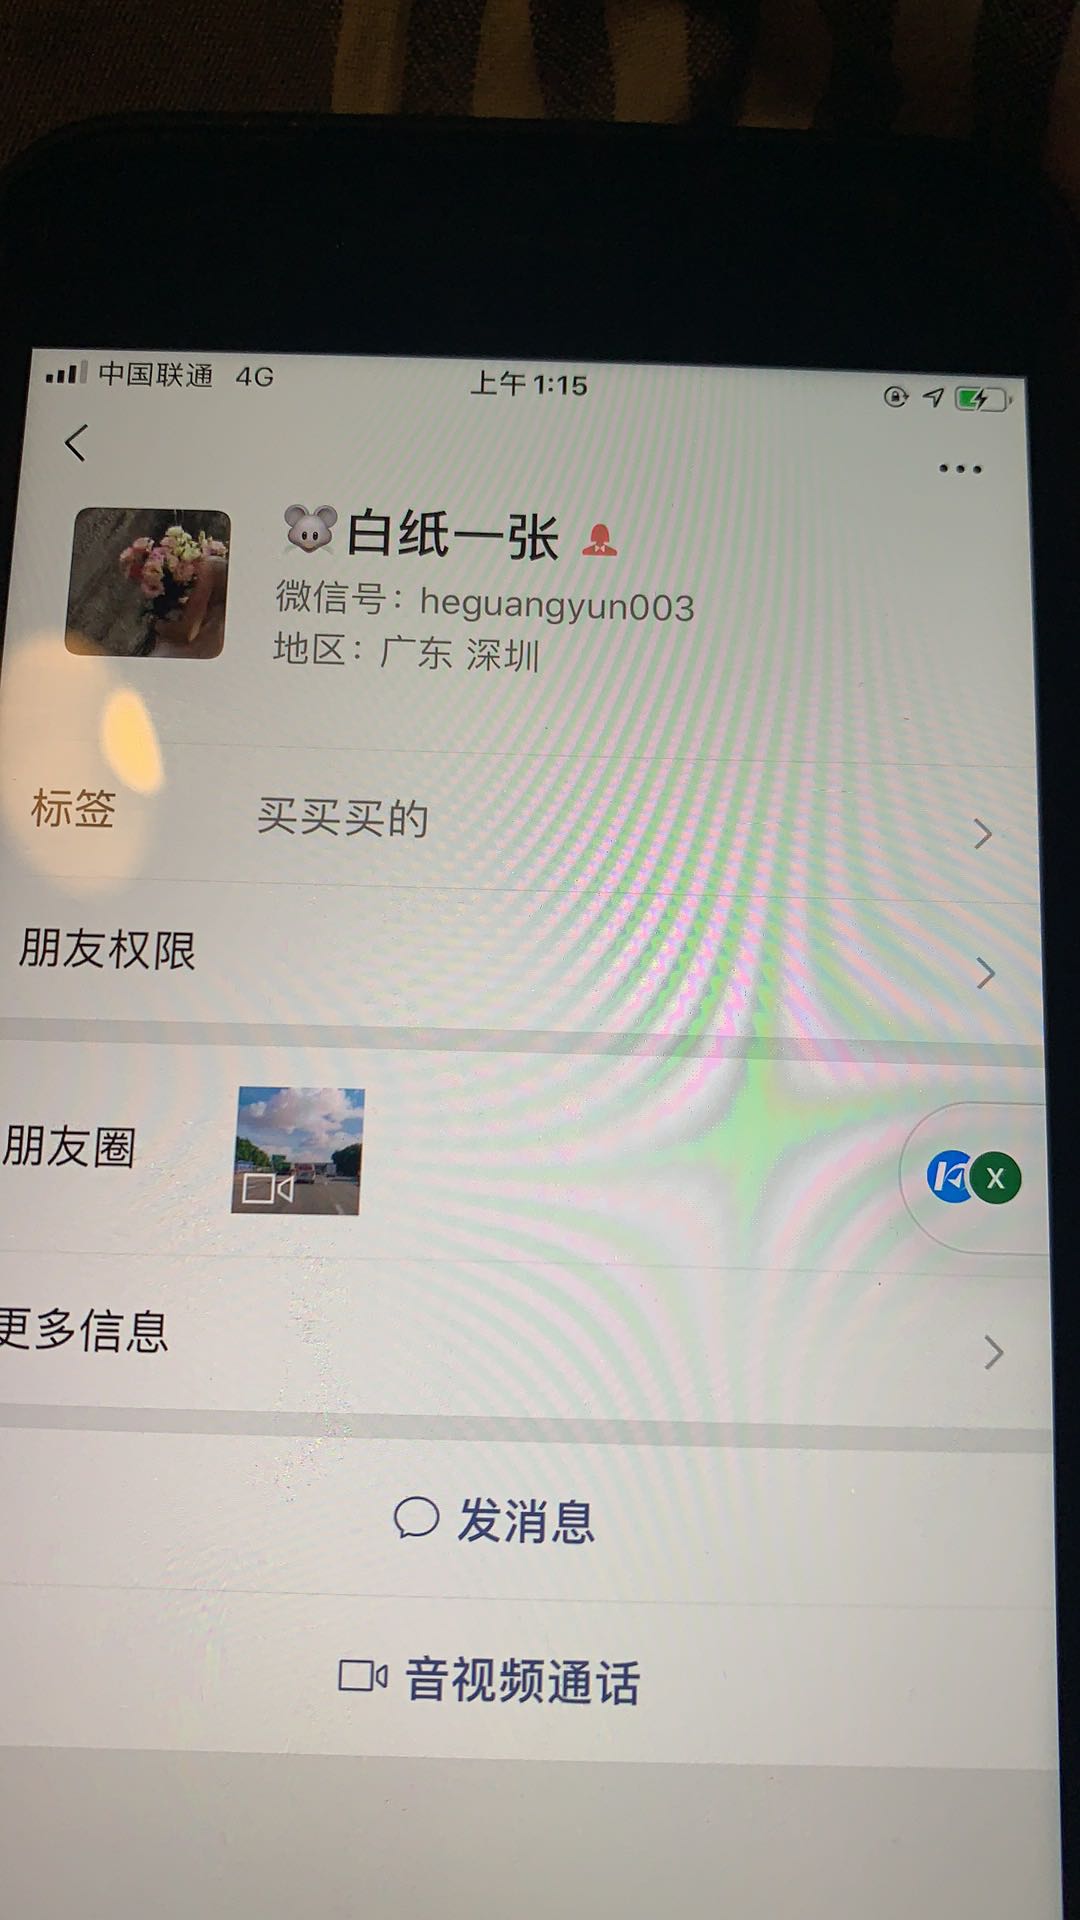 中国联通 4G 上午1:15
🐭白纸一张
微信号：heguangyun003
地区：广东 深圳
标签 买买买的
朋友权限
朋友圈
X
更多信息
发消息
音视频通话